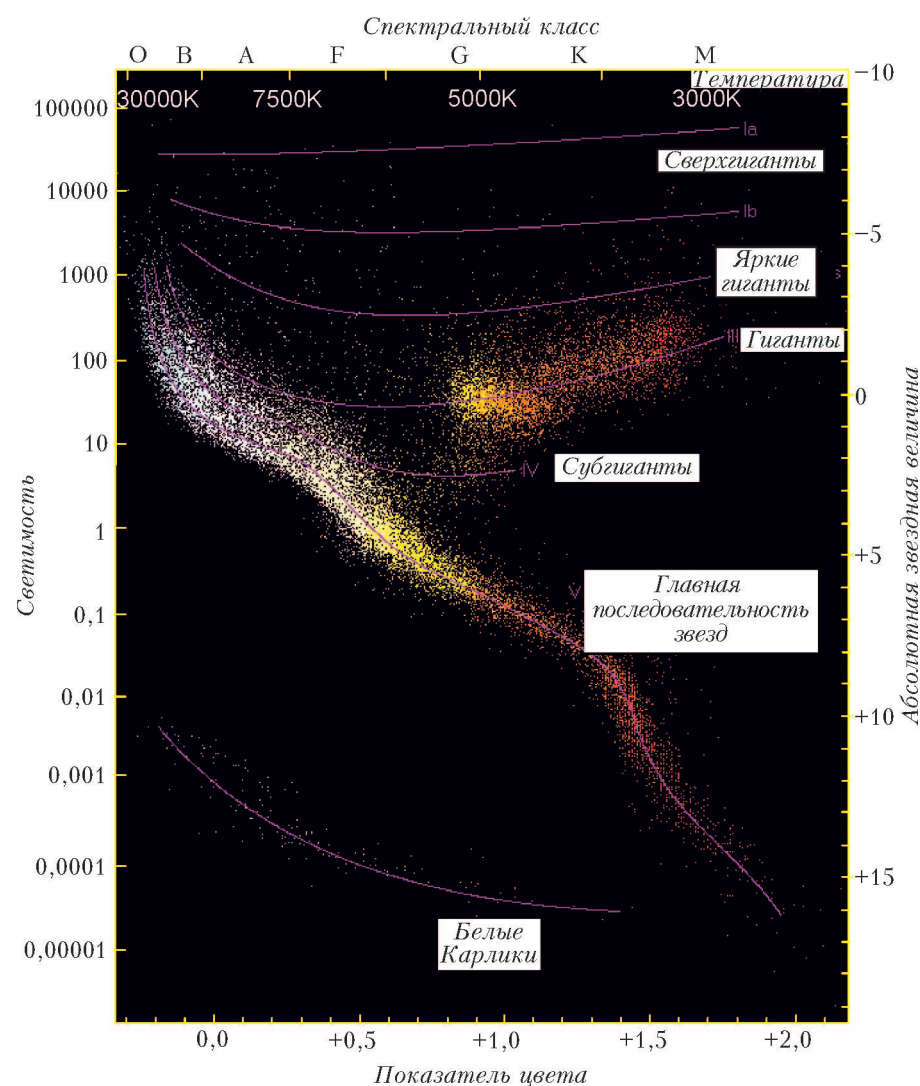 Спектральный класс
O B A F G K M
Температура
30000K 7500K 5000K 3000K
−10
100000
Ia
Сверхгиганты
10000
Ib
−5
Яркие
гиганты
1000
III
Гиганты
100
0
10
IV
Субгиганты
1
+5
V
Главная
последовательность
звезд
0.1
0,01
+10
0,001
0,0001
+15
Белые
Карлики
0,00001
Светимость
Абсолютная звездная величина
0,0 +0,5 +1,0 +1,5 +2,0
Показатель цвета